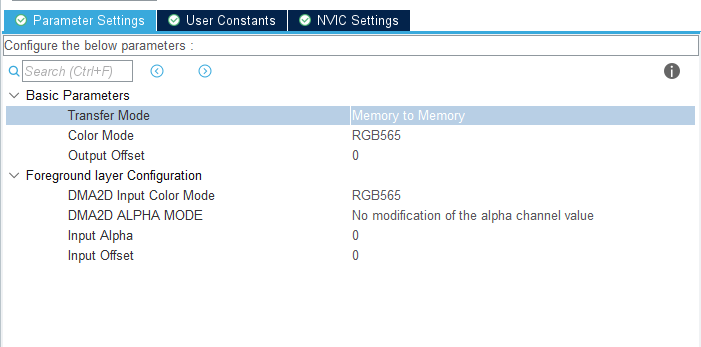 Parameter Settings User Constants NVIC Settings
Configure the below parameters :
Search (Ctrl+F)
Basic Parameters
Transfer Mode Memory to Memory
Color Mode RGB565
Output Offset 0
Foreground layer Configuration
DMA2D Input Color Mode RGB565
DMA2D ALPHA MODE No modification of the alpha channel value
Input Alpha 0
Input Offset 0